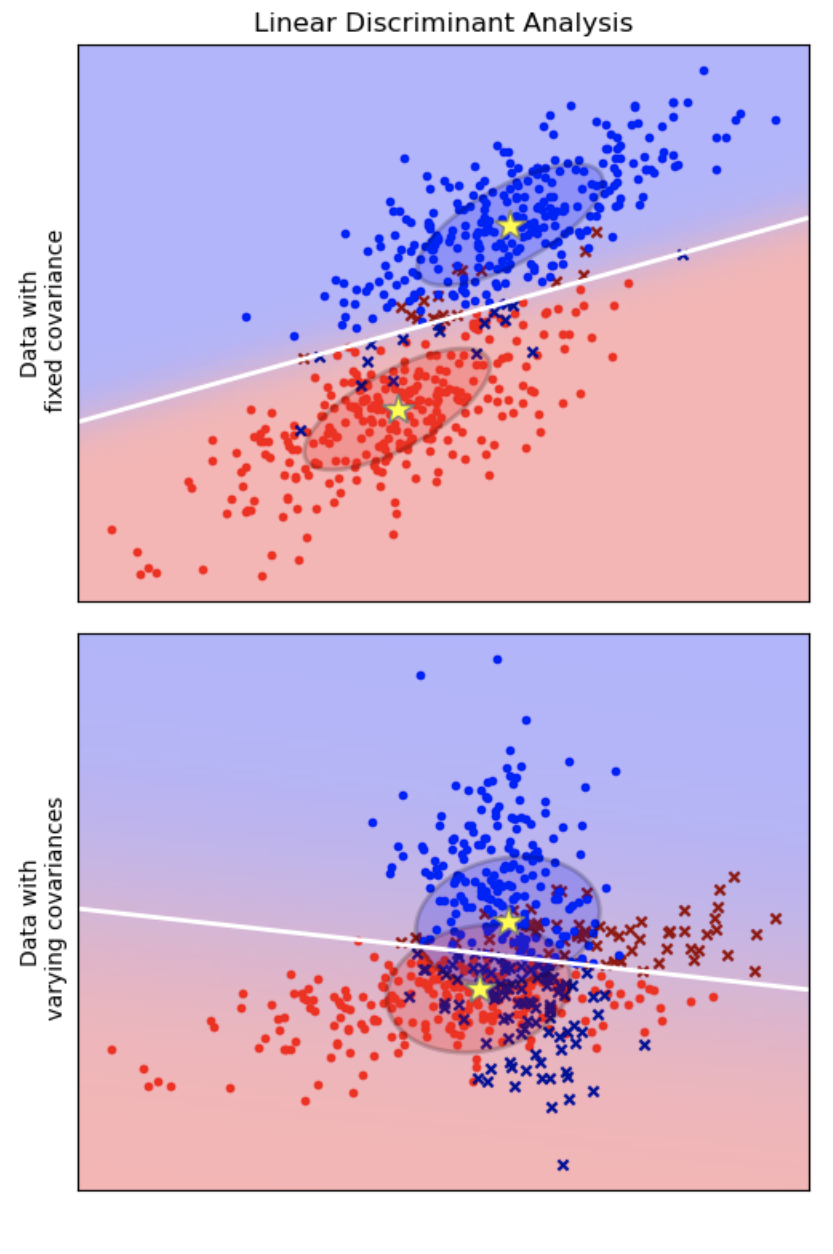 Linear Discriminant Analysis
Data with
fixed covariance
Data with
varying covariances